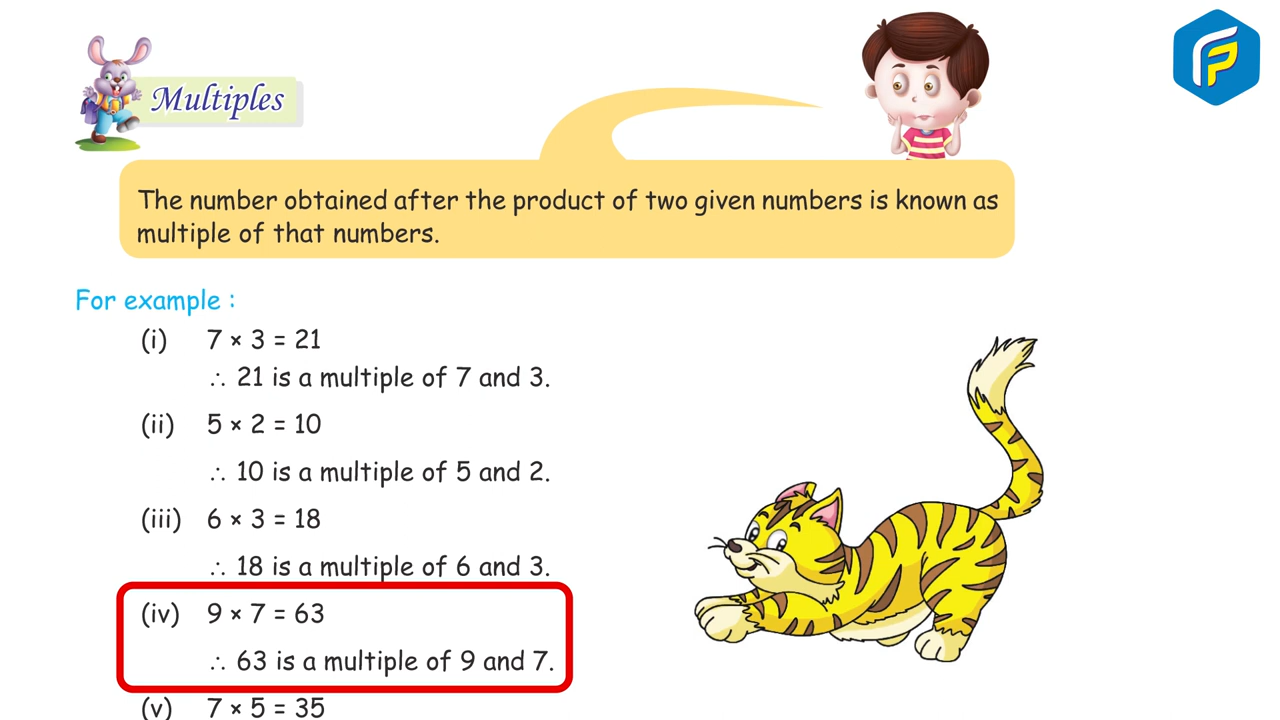 Multiples
The number obtained after the product of two given numbers is known as
multiple of that numbers.
For example :
(i) 7 × 3 = 21
∴ 21 is a multiple of 7 and 3.
(ii) 5 × 2 = 10
∴ 10 is a multiple of 5 and 2.
(iii) 6 × 3 = 18
∴ 18 is a multiple of 6 and 3.
(iv) 9 × 7 = 63
∴ 63 is a multiple of 9 and 7.
(v) 7 × 5 = 35